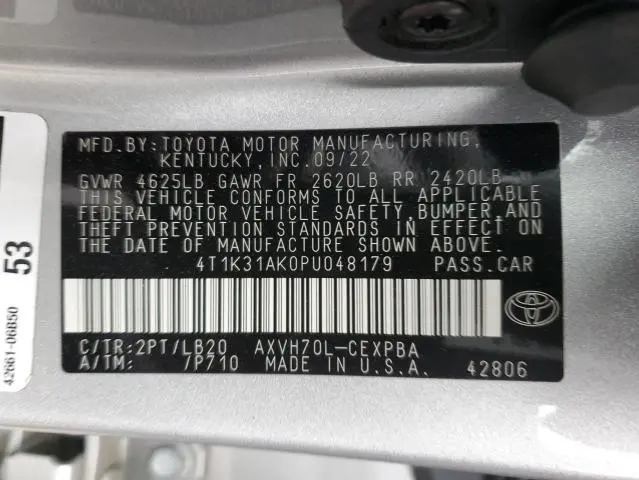 MFD.BY:TOYOTA MOTOR MANUFACTURING,
KENTUCKY,INC.09/22
GVWR 4625LB GAWR FR 2620LB RR 2420LB
THIS VEHICLE CONFORMS TO ALL APPLICABLE
FEDERAL MOTOR VEHICLE SAFETY,BUMPER,AND
THEFT PREVENTION STANDARDS IN EFFECT ON
THE DATE OF MANUFACTURE SHOWN ABOVE.
4T1K31AK0PU048179 PASS.CAR
C/TR:2PT/LB20 AXVH70L-CEXPBA
A/TM: /P710 MADE IN U.S.A. 42806
TOYOTA
53
42661-06850